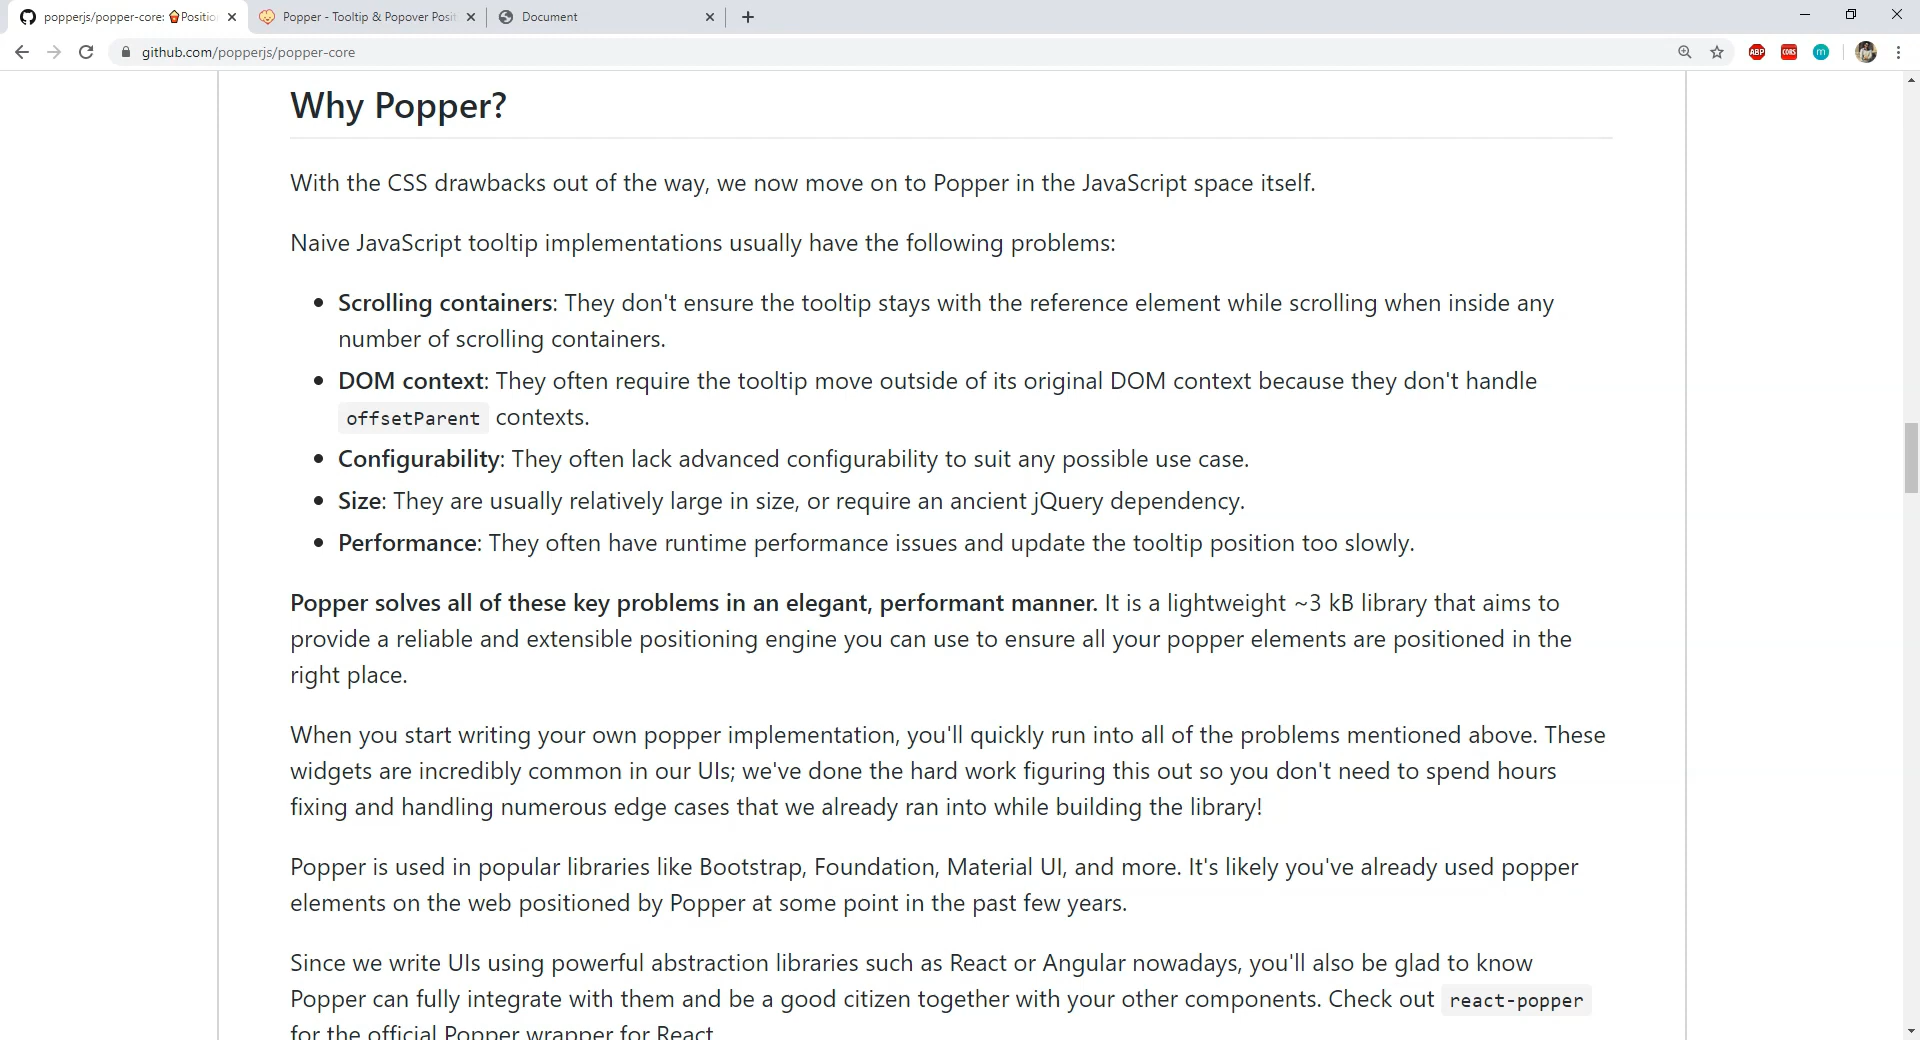 popperjs/popper-core: Positio
Popper - Tooltip & Popover Posit
Document
github.com/popperjs/popper-core
ABP
CORS
m
Why Popper?
With the CSS drawbacks out of the way, we now move on to Popper in the JavaScript space itself.
Naive JavaScript tooltip implementations usually have the following problems:
Scrolling containers: They don't ensure the tooltip stays with the reference element while scrolling when inside any
number of scrolling containers.
DOM context: They often require the tooltip move outside of its original DOM context because they don't handle
offsetParent contexts.
Configurability: They often lack advanced configurability to suit any possible use case.
Size: They are usually relatively large in size, or require an ancient jQuery dependency.
Performance: They often have runtime performance issues and update the tooltip position too slowly.
Popper solves all of these key problems in an elegant, performant manner. It is a lightweight ~3 kB library that aims to
provide a reliable and extensible positioning engine you can use to ensure all your popper elements are positioned in the
right place.
When you start writing your own popper implementation, you'll quickly run into all of the problems mentioned above. These
widgets are incredibly common in our UIs; we've done the hard work figuring this out so you don't need to spend hours
fixing and handling numerous edge cases that we already ran into while building the library!
Popper is used in popular libraries like Bootstrap, Foundation, Material UI, and more. It's likely you've already used popper
elements on the web positioned by Popper at some point in the past few years.
Since we write UIs using powerful abstraction libraries such as React or Angular nowadays, you'll also be glad to know
Popper can fully integrate with them and be a good citizen together with your other components. Check out react-popper
for the official Popper wrapper for React